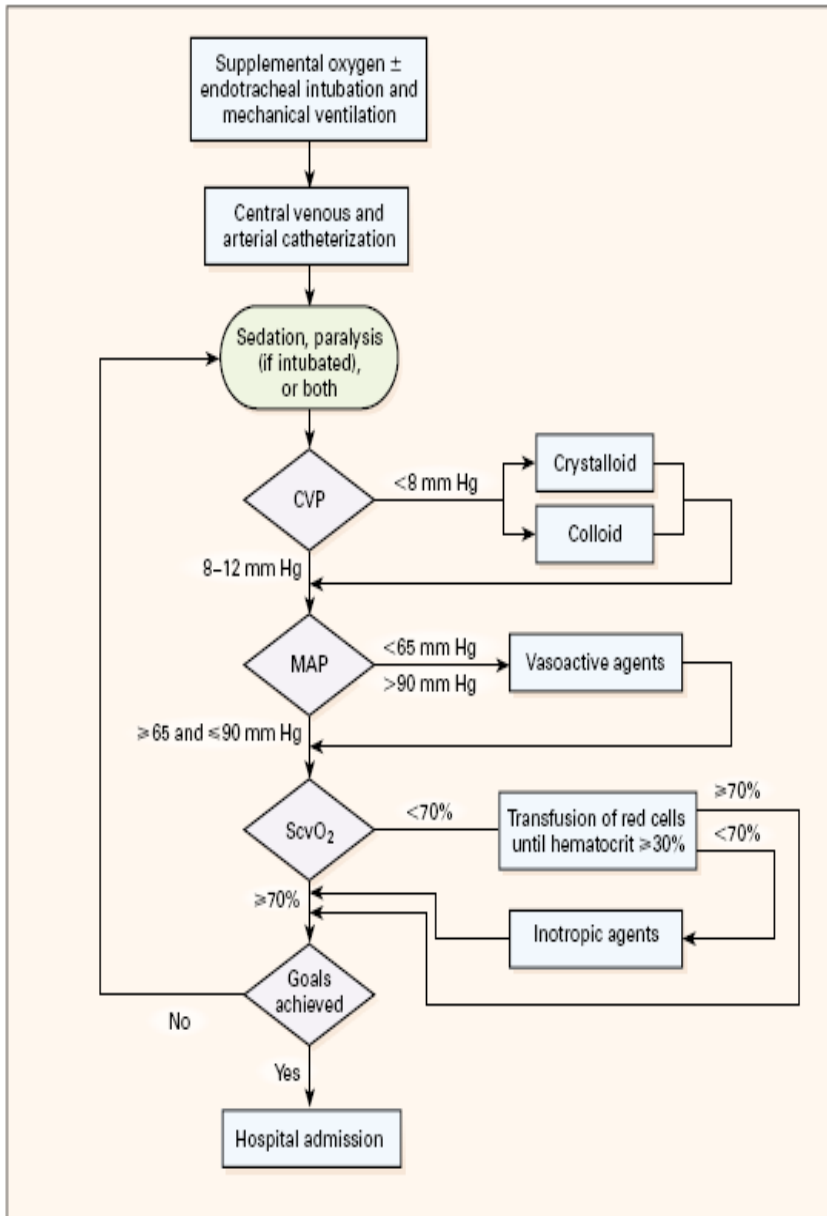 Supplemental oxygen ±
endotracheal intubation and
mechanical ventilation
Central venous and
arterial catheterization
Sedation, paralysis
(if intubated),
or both
CVP
<8 mm Hg
Crystalloid
Colloid
8–12 mm Hg
MAP
<65 mm Hg
>90 mm Hg
Vasoactive agents
⩾65 and ⩽90 mm Hg
ScvO₂
<70%
Transfusion of red cells
until hematocrit ⩾30%
⩾70%
<70%
⩾70%
Inotropic agents
Goals
achieved
No
Yes
Hospital admission